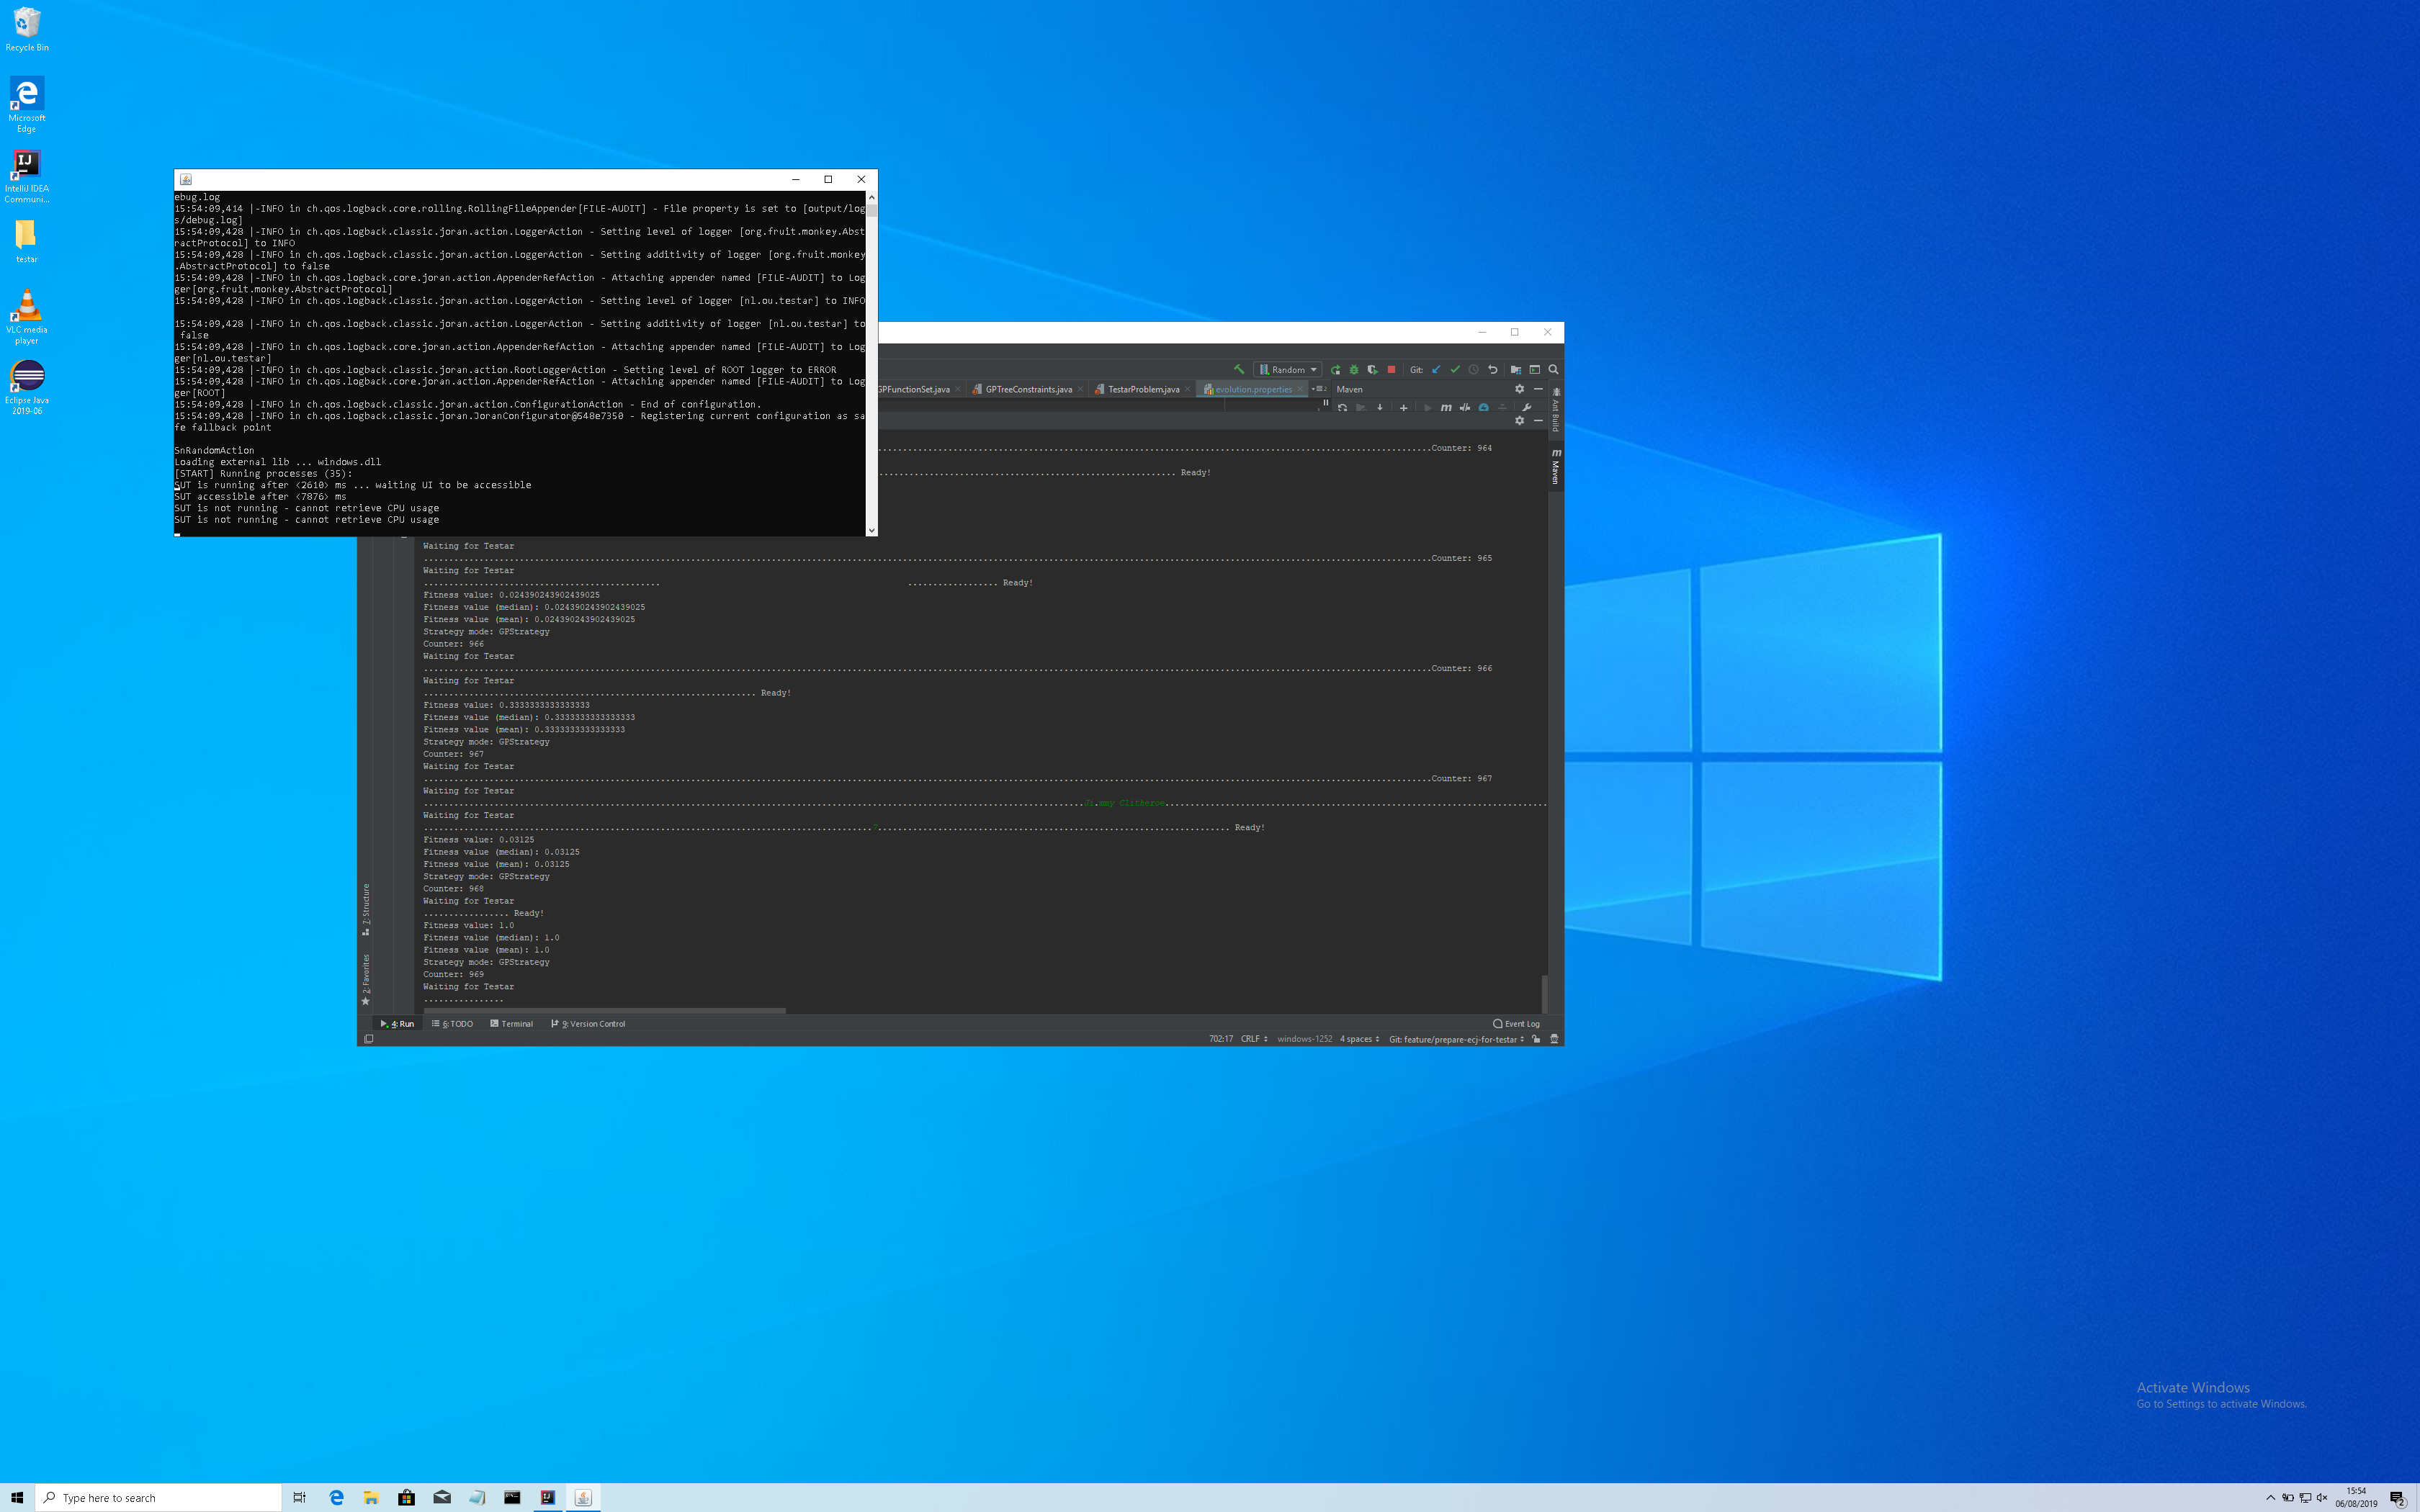 Recycle Bin
Microsoft
Edge
IntelliJ IDEA
Communi...
testar
VLC media
player
Eclipse Java
2019-06
ebug.log
15:54:09,414 |-INFO in ch.qos.logback.core.rolling.RollingFileAppender[FILE-AUDIT] - File property is set to [output/log
s/debug.log]
15:54:09,428 |-INFO in ch.qos.logback.classic.joran.action.LoggerAction - Setting level of logger [org.fruit.monkey.Abst
ractProtocol] to INFO
15:54:09,428 |-INFO in ch.qos.logback.classic.joran.action.LoggerAction - Setting additivity of logger [org.fruit.monkey
.AbstractProtocol] to false
15:54:09,428 |-INFO in ch.qos.logback.core.joran.action.AppenderRefAction - Attaching appender named [FILE-AUDIT] to Log
ger[org.fruit.monkey.AbstractProtocol]
15:54:09,428 |-INFO in ch.qos.logback.classic.joran.action.LoggerAction - Setting level of logger [nl.ou.testar] to INFO
15:54:09,428 |-INFO in ch.qos.logback.classic.joran.action.LoggerAction - Setting additivity of logger [nl.ou.testar] to
false
15:54:09,428 |-INFO in ch.qos.logback.core.joran.action.AppenderRefAction - Attaching appender named [FILE-AUDIT] to Log
ger[nl.ou.testar]
15:54:09,428 |-INFO in ch.qos.logback.classic.joran.action.RootLoggerAction - Setting level of ROOT logger to ERROR
15:54:09,428 |-INFO in ch.qos.logback.core.joran.action.AppenderRefAction - Attaching appender named [FILE-AUDIT] to Log
ger[ROOT]
15:54:09,428 |-INFO in ch.qos.logback.classic.joran.action.ConfigurationAction - End of configuration.
15:54:09,428 |-INFO in ch.qos.logback.classic.joran.JoranConfigurator@548e7350 - Registering current configuration as sa
fe fallback point
SnRandomAction
Loading external lib ... windows.dll
[START] Running processes (35):
SUT is running after <2610> ms ... waiting UI to be accessible
SUT accessible after <7876> ms
SUT is not running - cannot retrieve CPU usage
SUT is not running - cannot retrieve CPU usage
Random Git:
GPFunctionSet.java GPTreeConstraints.java TestarProblem.java evolution.properties Maven
Ant Build
Maven
Counter: 964
Ready!
Waiting for Testar
Counter: 965
Waiting for Testar
Ready!
Fitness value: 0.024390243902439025
Fitness value (median): 0.024390243902439025
Fitness value (mean): 0.024390243902439025
Strategy mode: GPStrategy
Counter: 966
Waiting for Testar
Counter: 966
Waiting for Testar
Ready!
Fitness value: 0.3333333333333333
Fitness value (median): 0.3333333333333333
Fitness value (mean): 0.3333333333333333
Strategy mode: GPStrategy
Counter: 967
Waiting for Testar
Counter: 967
Waiting for Testar
Clitheroe
Waiting for Testar
Ready!
Fitness value: 0.03125
Fitness value (median): 0.03125
Fitness value (mean): 0.03125
Strategy mode: GPStrategy
Counter: 968
Waiting for Testar
................. Ready!
Fitness value: 1.0
Fitness value (median): 1.0
Fitness value (mean): 1.0
Strategy mode: GPStrategy
Counter: 969
Waiting for Testar
................
7: Structure
2: Favorites
4: Run 6: TODO Terminal 9: Version Control Event Log
702:17 CRLF windows-1252 4 spaces Git: feature/prepare-ecj-for-testar
Activate Windows
Go to Settings to activate Windows.
Type here to search
15:54
06/08/2019
2